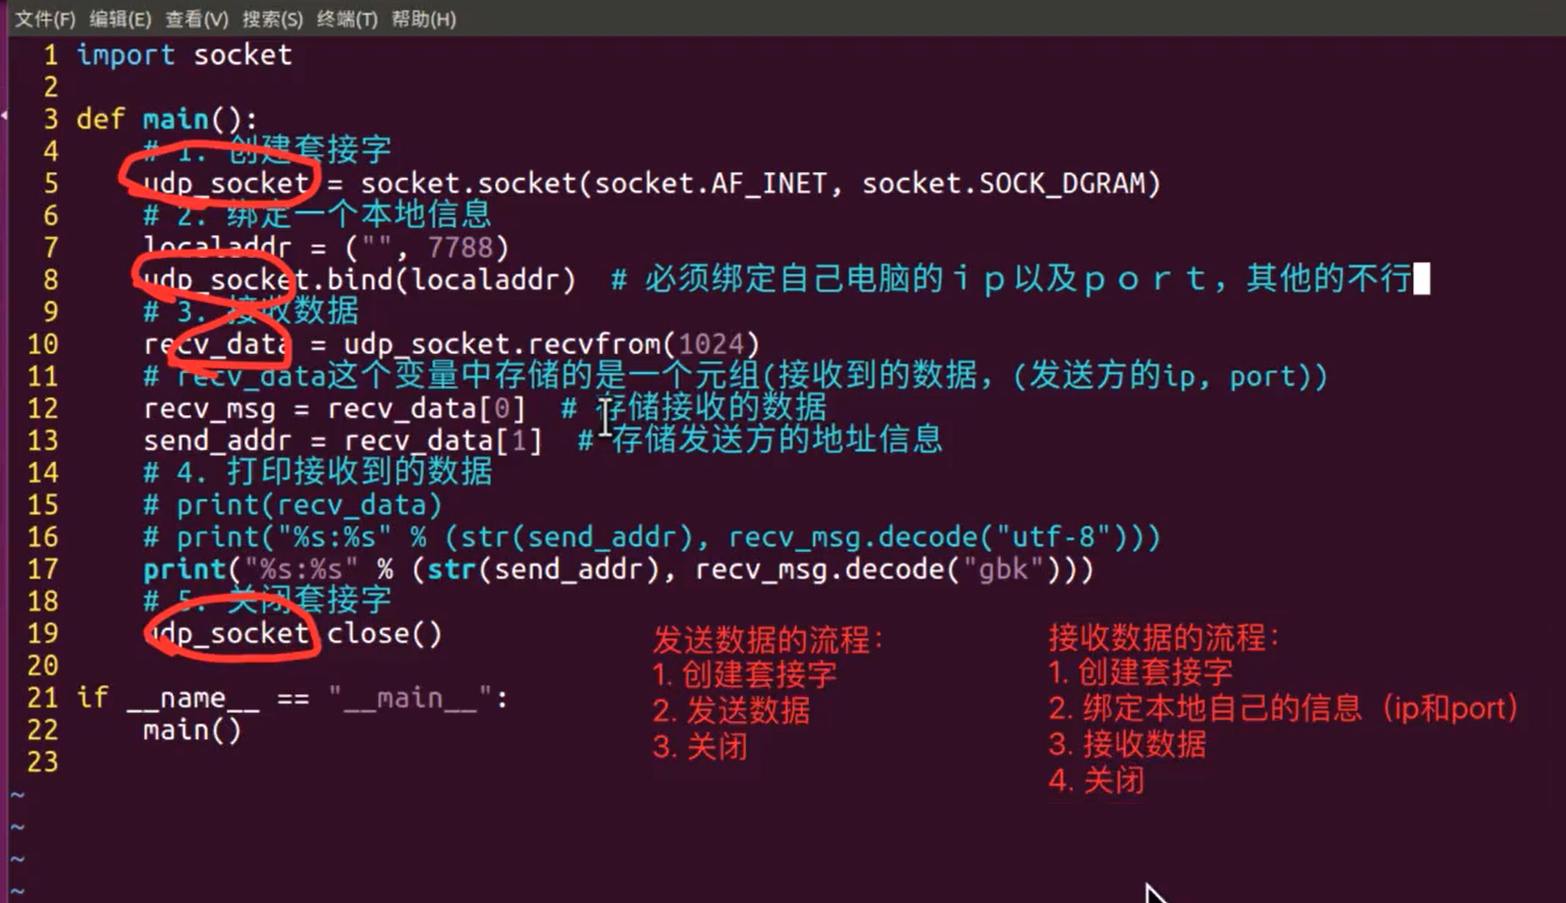 文件(F) 编辑(E) 查看(V) 搜索(S) 终端(T) 帮助(H)
1 import socket
2
3 def main():
4     # 1. 创建套接字
5     udp_socket = socket.socket(socket.AF_INET, socket.SOCK_DGRAM)
6     # 2. 绑定一个本地信息
7     localaddr = ("", 7788)
8     udp_socket.bind(localaddr)  # 必须绑定自己电脑的ｉｐ以及ｐｏｒｔ，其他的不行
9     # 3. 接收数据
10     recv_data = udp_socket.recvfrom(1024)
11     # recv_data这个变量中存储的是一个元组(接收到的数据，(发送方的ip, port))
12     recv_msg = recv_data[0]  # 存储接收的数据
13     send_addr = recv_data[1]  # 存储发送方的地址信息
14     # 4. 打印接收到的数据
15     # print(recv_data)
16     # print("%s:%s" % (str(send_addr), recv_msg.decode("utf-8")))
17     print("%s:%s" % (str(send_addr), recv_msg.decode("gbk")))
18     # 5. 关闭套接字
19     udp_socket.close()
20
21 if __name__ == "__main__":
22     main()
23
~
~
~
~
发送数据的流程：
1. 创建套接字
2. 发送数据
3. 关闭
接收数据的流程：
1. 创建套接字
2. 绑定本地自己的信息（ip和port）
3. 接收数据
4. 关闭